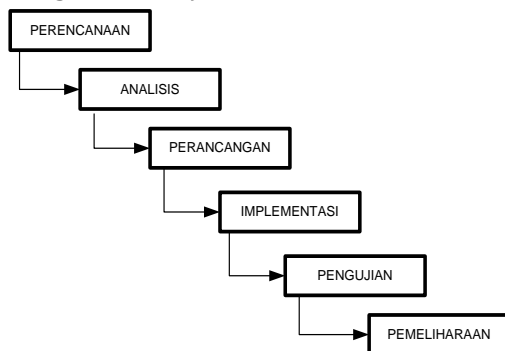 PERENCANAAN
ANALISIS
PERANCANGAN
IMPLEMENTASI
PENGUJIAN
PEMELIHARAAN